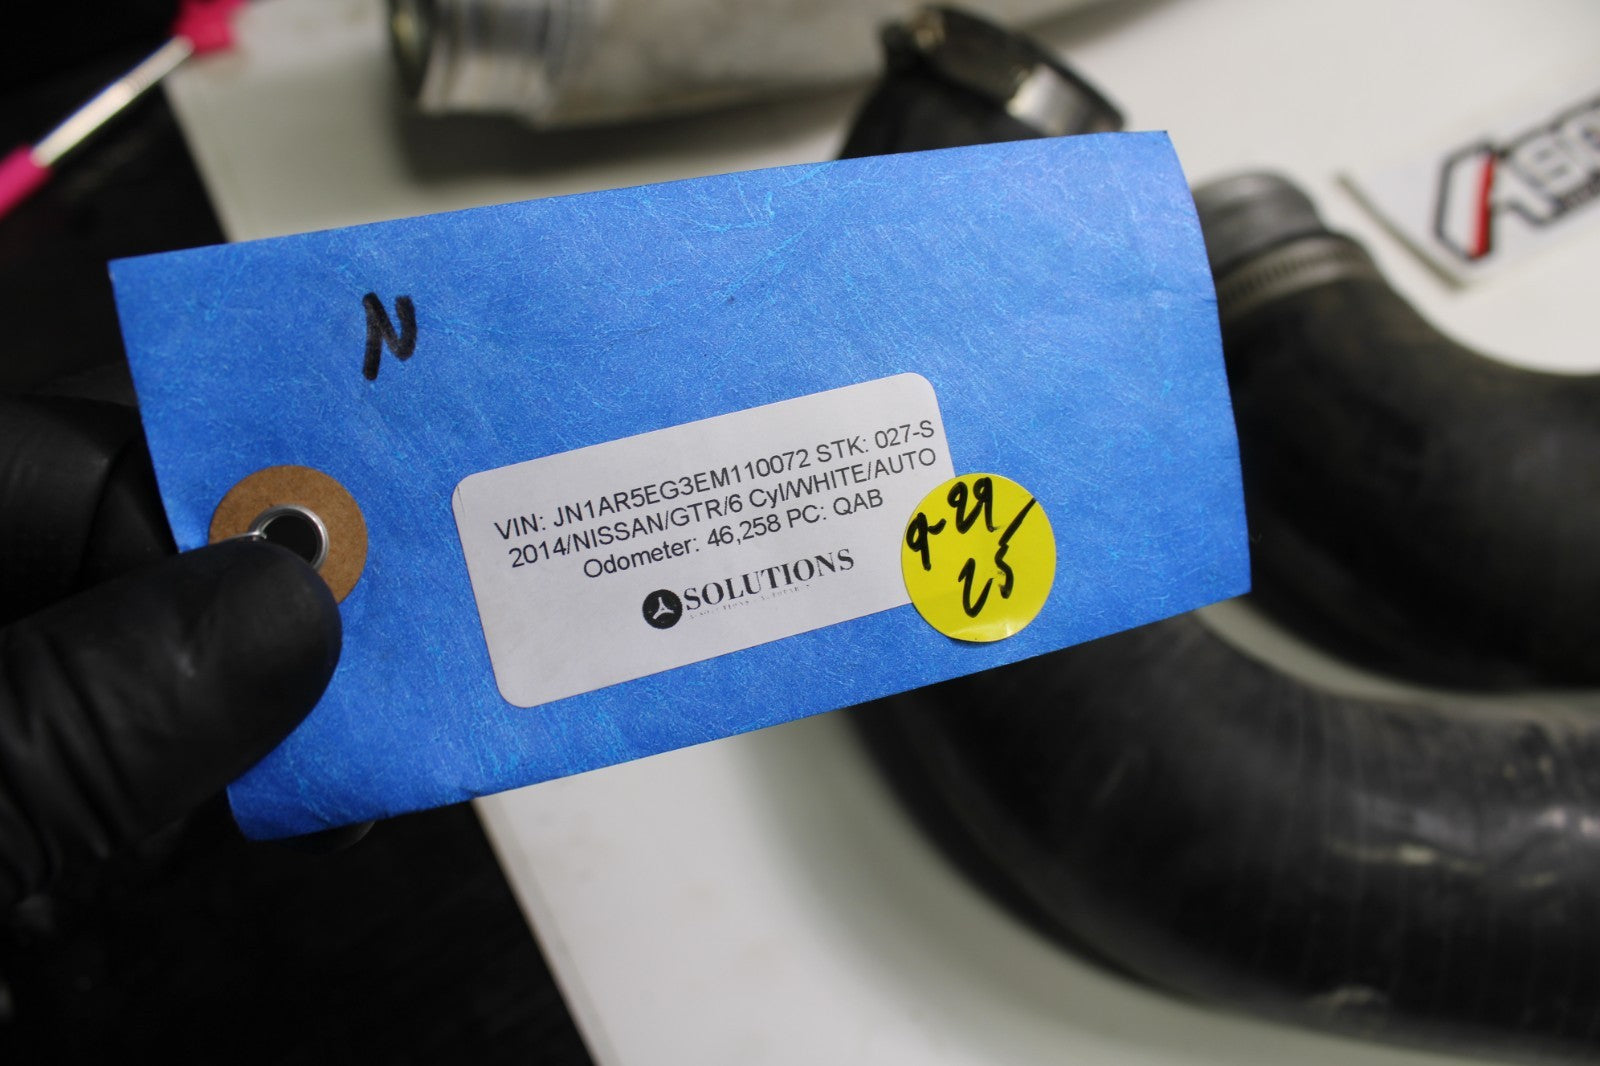 N
VIN: JN1AR5EG3EM110072 STK: 027-S
2014/NISSAN/GTR/6 Cyl/WHITE/AUTO
Odometer: 46,258 PC: QAB
SOLUTIONS
9-29
25